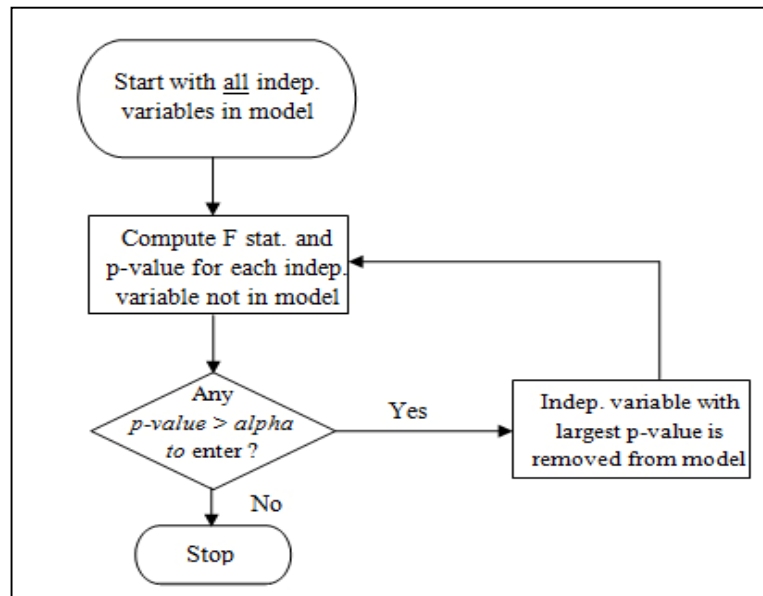 Start with all indep.
variables in model
Compute F stat. and
p-value for each indep.
variable not in model
Any
p-value > alpha
to enter ?
Yes
Indep. variable with
largest p-value is
removed from model
No
Stop